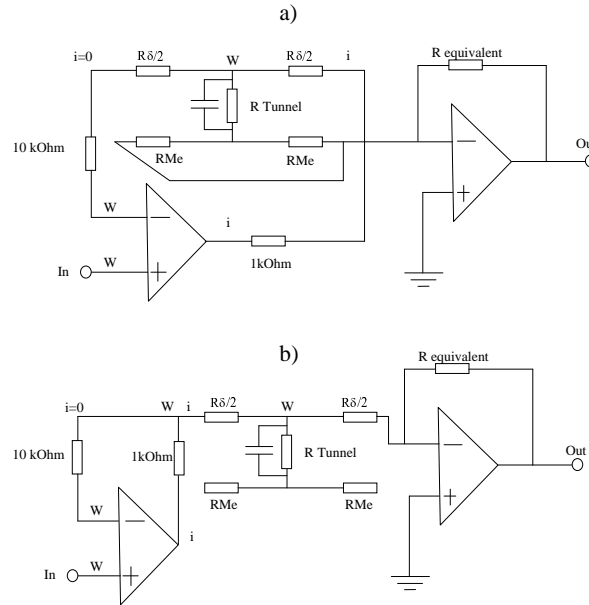 a)
R equivalent
i=0
Rδ/2
W
Rδ/2
i
R Tunnel
10 kOhm
RMe
RMe
Ou
W
i
1kOhm
In
W
b)
R equivalent
i=0
W
i
Rδ/2
W
Rδ/2
10 kOhm
1kOhm
R Tunnel
Out
RMe
RMe
W
i
In
W